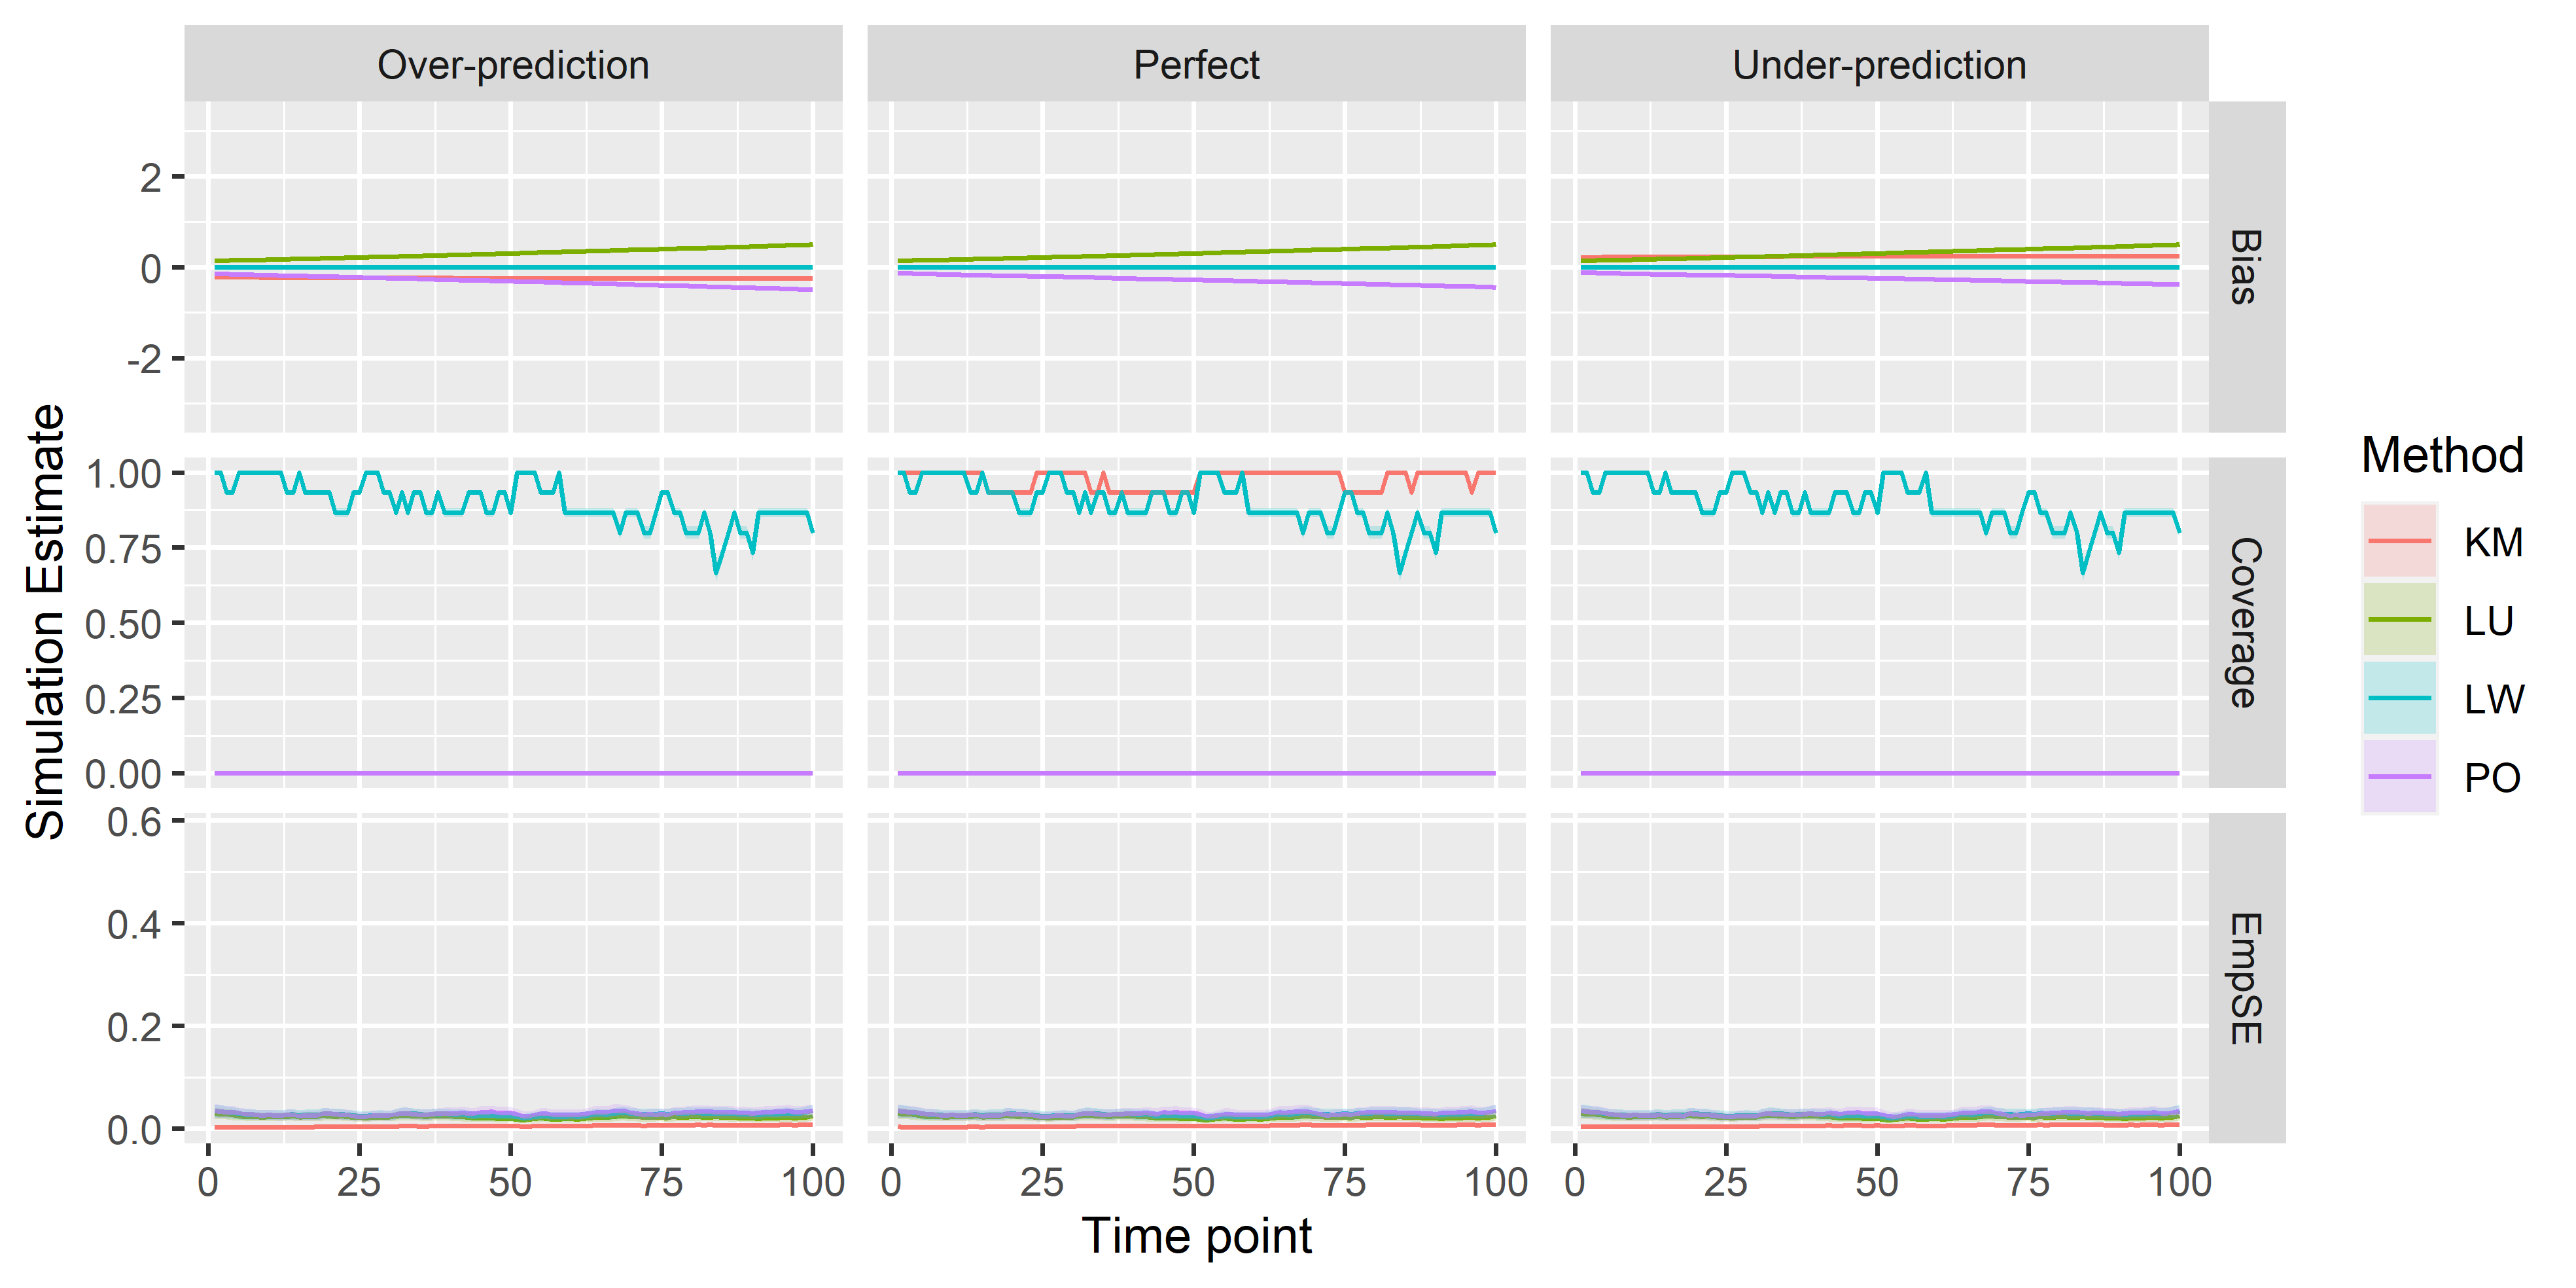 Over-prediction
Perfect
Under-prediction
2
0
-2
Bias
1.00
0.75
0.50
0.25
0.00
Coverage
0.6
0.4
0.2
0.0
EmpSE
0 25 50 75 100
0 25 50 75 100
0 25 50 75 100
Time point
Simulation Estimate
Method
KM
LU
LW
PO